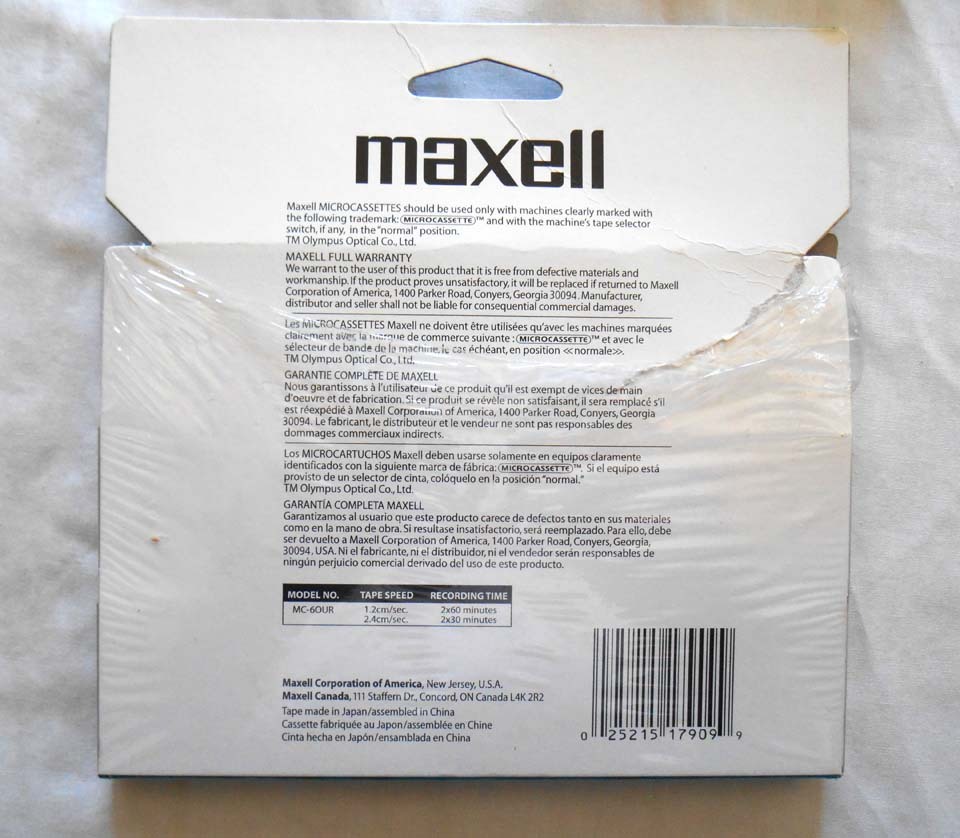 maxell
Maxell MICROCASSETTES should be used only with machines clearly marked with
the following trademark: MICROCASSETTE™ and with the machine's tape selector
switch, if any, in the "normal" position.
TM Olympus Optical Co., Ltd.
MAXELL FULL WARRANTY
We warrant to the user of this product that it is free from defective materials and
workmanship. If the product proves unsatisfactory, it will be replaced if returned to Maxell
Corporation of America, 1400 Parker Road, Conyers, Georgia 30094. Manufacturer,
distributor and seller shall not be liable for consequential commercial damages.
Les MICROCASSETTES Maxell ne doivent être utilisées qu'avec les machines marquées
clairement avec la marque de commerce suivante : MICROCASSETTE™ et avec le
sélecteur de bande de la machine, le cas échéant, en position «normale».
TM Olympus Optical Co., Ltd.
GARANTIE COMPLÈTE DE MAXELL
Nous garantissons à l'utilisateur de ce produit qu'il est exempt de vices de main
d'oeuvre et de fabrication. Si ce produit se révèle non satisfaisant, il sera remplacé s'il
est réexpédié à Maxell Corporation of America, 1400 Parker Road, Conyers, Georgia
30094. Le fabricant, le distributeur et le vendeur ne sont pas responsables des
dommages commerciaux indirects.
Los MICROCARTUCHOS Maxell deben usarse solamente en equipos claramente
identificados con la siguiente marca de fábrica: MICROCASSETTE™. Si el equipo está
provisto de un selector de cinta, colóquelo en la posición "normal."
TM Olympus Optical Co., Ltd.
GARANTÍA COMPLETA MAXELL
Garantizamos al usuario que este producto carece de defectos tanto en sus materiales
como en la mano de obra. Si resultase insatisfactorio, será reemplazado. Para ello, debe
ser devuelto a Maxell Corporation of America, 1400 Parker Road, Conyers, Georgia,
30094, USA. Ni el fabricante, ni el distribuidor, ni el vendedor serán responsables de
ningún perjuicio comercial derivado del uso de este producto.
MODEL NO. TAPE SPEED RECORDING TIME
MC-60UR 1.2cm/sec. 2x60 minutes
2.4cm/sec. 2x30 minutes
Maxell Corporation of America, New Jersey, U.S.A.
Maxell Canada, 111 Staffern Dr., Concord, ON Canada L4K 2R2
Tape made in Japan/assembled in China
Cassette fabriquée au Japon/assemblée en Chine
Cinta hecha en Japón/ensamblada en China
0 25215 17909 9